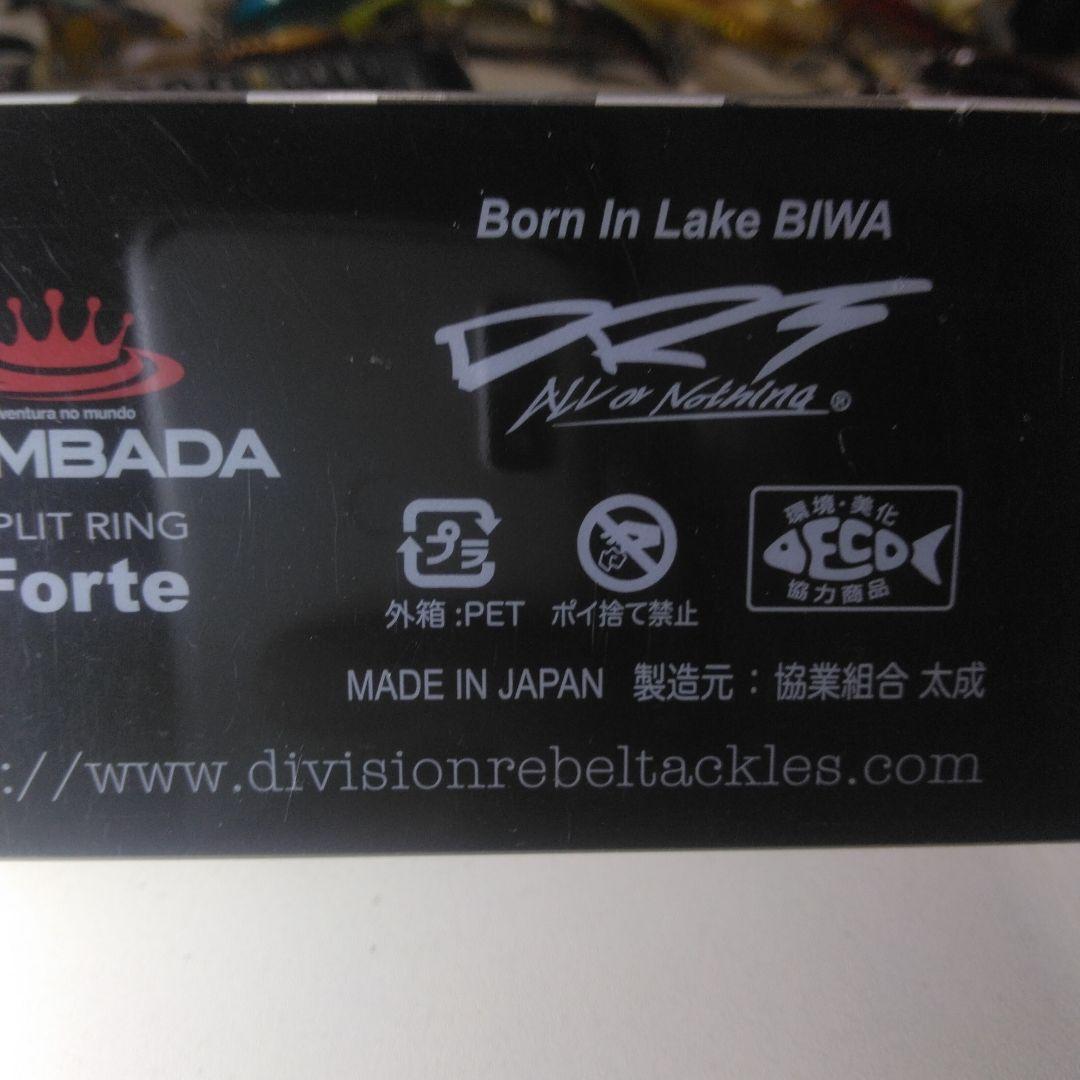 Born In Lake BIWA
DRT
ALL or Nothing ®
ventura no mundo
MBADA
PLIT RING
Forte
プラ
外箱:PET
ポイ捨て禁止
環境・美化
ECO
協力商品
MADE IN JAPAN 製造元：協業組合 太成
://www.divisionrebeltackles.com